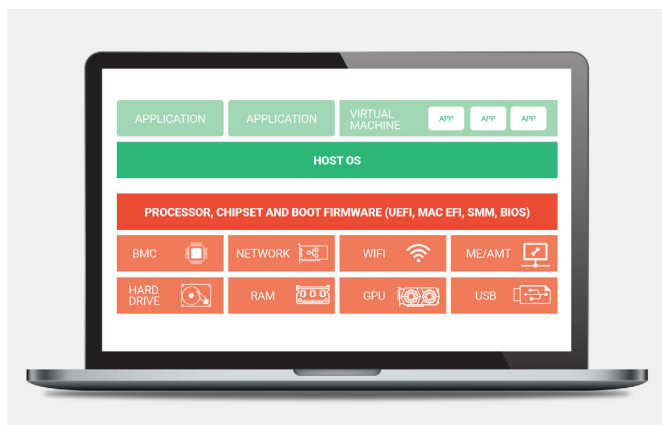 APPLICATION
APPLICATION
VIRTUAL
MACHINE
APP
APP
APP
HOST OS
PROCESSOR, CHIPSET AND BOOT FIRMWARE (UEFI, MAC EFI, SMM, BIOS)
BMC
NETWORK
WIFI
ME/AMT
HARD
DRIVE
RAM
GPU
USB